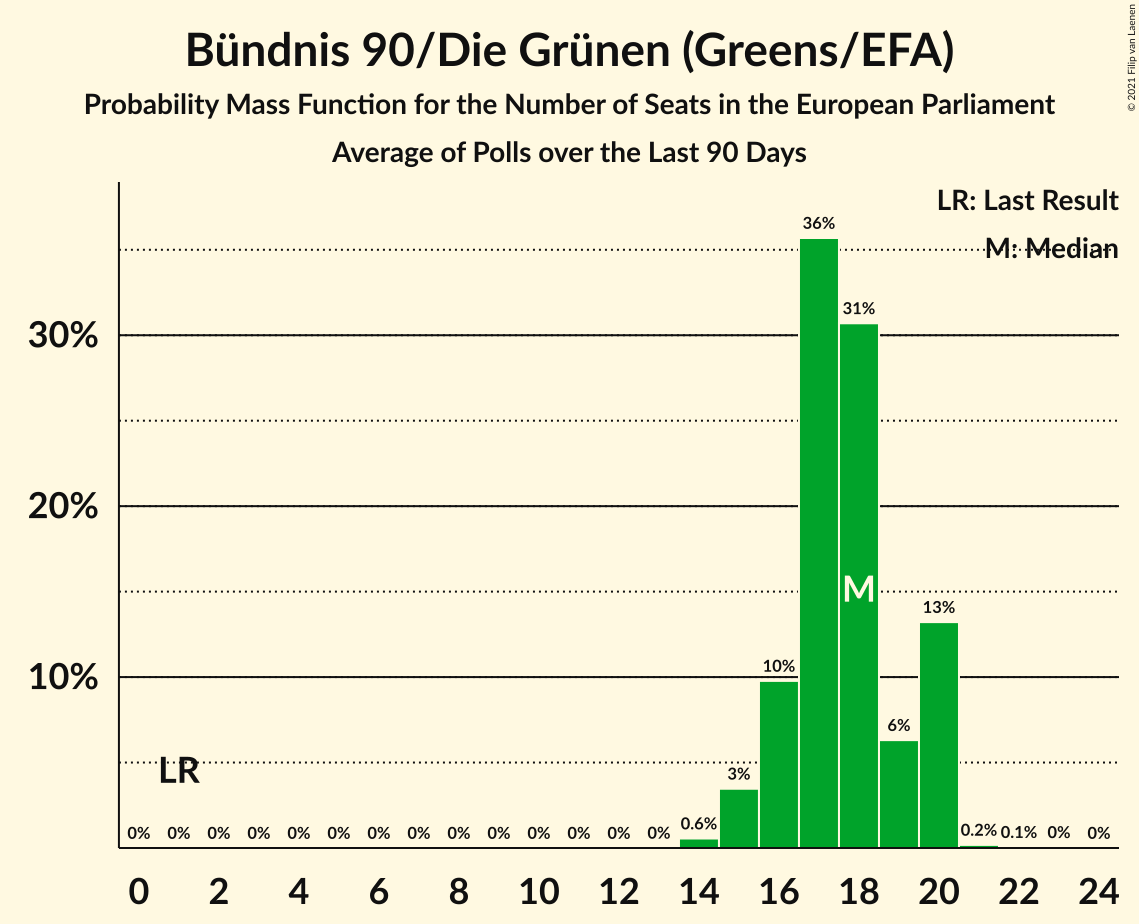 Bündnis 90/Die Grünen (Greens/EFA)
Probability Mass Function for the Number of Seats in the European Parliament
Average of Polls over the Last 90 Days
© 2021 Filip van Laenen
LR: Last Result
M: Median
36%
31%
30%
20%
M
13%
10%
10%
6%
LR
3%
0% 0% 0% 0% 0% 0% 0% 0% 0% 0% 0% 0% 0% 0% 0.6% 0.2% 0.1% 0% 0%
0 2 4 6 8 10 12 14 16 18 20 22 24